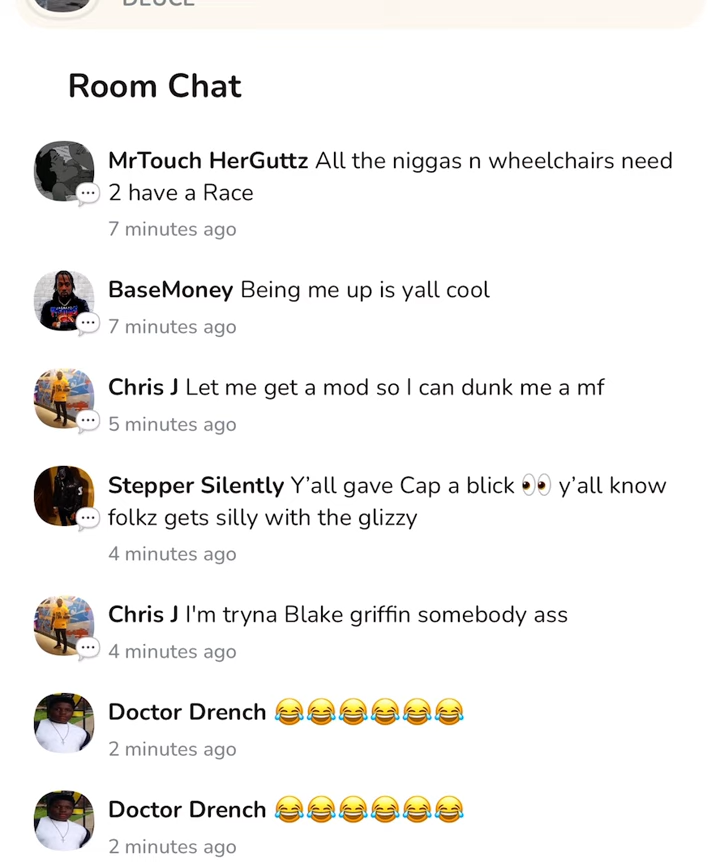 DEUCE
Room Chat
MrTouch HerGuttz All the niggas n wheelchairs need
2 have a Race
7 minutes ago
BaseMoney Being me up is yall cool
7 minutes ago
Chris J Let me get a mod so I can dunk me a mf
5 minutes ago
Stepper Silently Y’all gave Cap a blick 👀 y’all know
folkz gets silly with the glizzy
4 minutes ago
Chris J I'm tryna Blake griffin somebody ass
4 minutes ago
Doctor Drench 😂😂😂😂😂😂
2 minutes ago
Doctor Drench 😂😂😂😂😂😂
2 minutes ago